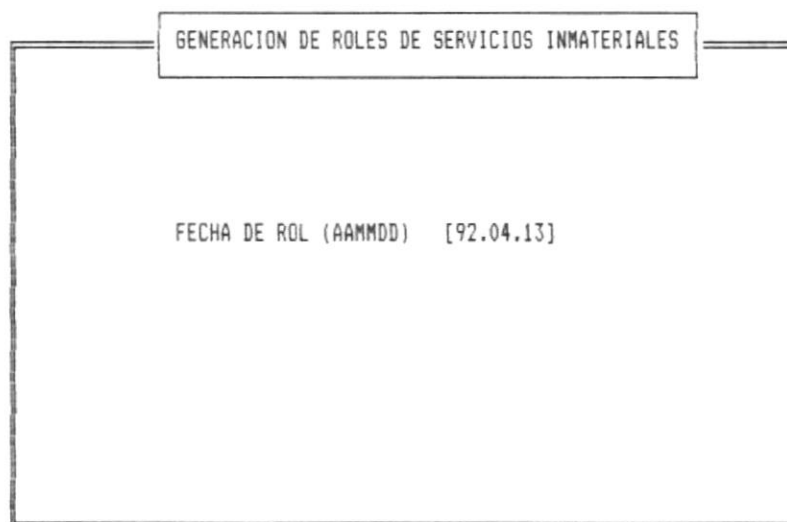 GENERACION DE ROLES DE SERVICIOS INMATERIALES
FECHA DE ROL (AAMMDD) [92.04.13]